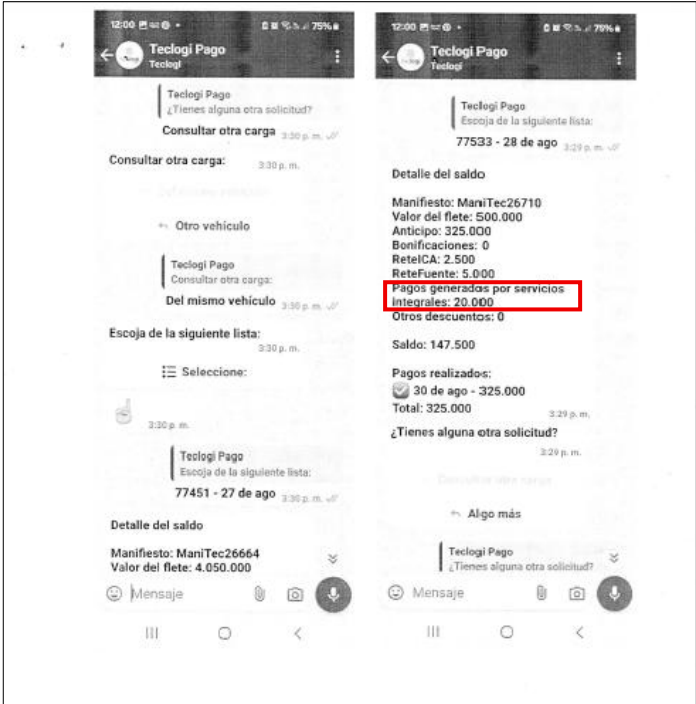 12:00
75%
Teclogi Pago
Teclogi
Teclogi Pago
¿Tienes alguna otra solicitud?
Consultar otra carga 3:30 p. m.
Consultar otra carga:
3:30 p. m.
Otro vehículo
Teclogi Pago
Consultar otra carga:
Del mismo vehículo 3:30 p. m.
Escoja de la siguiente lista:
3:30 p. m.
Seleccione:
3:30 p. m.
Teclogi Pago
Escoja de la siguiente lista:
77451 - 27 de ago 3:30 p. m.
Detalle del saldo
Manifiesto: ManiTec26664
Valor del flete: 4.050.000
Mensaje
12:00
75%
Teclogi Pago
Teclogi
Teclogi Pago
Escoja de la siguiente lista:
77533 - 28 de ago 3:29 p. m.
Detalle del saldo
Manifiesto: ManiTec26710
Valor del flete: 500.000
Anticipo: 325.000
Bonificaciones: 0
ReteICA: 2.500
ReteFuente: 5.000
Pagos generados por servicios
integrales: 20.000
Otros descuentos: 0
Saldo: 147.500
Pagos realizados:
30 de ago - 325.000
Total: 325.000
3:29 p. m.
¿Tienes alguna otra solicitud?
3:29 p. m.
Consultar otra carga
Algo más
Teclogi Pago
¿Tienes alguna otra solicitud?
Mensaje